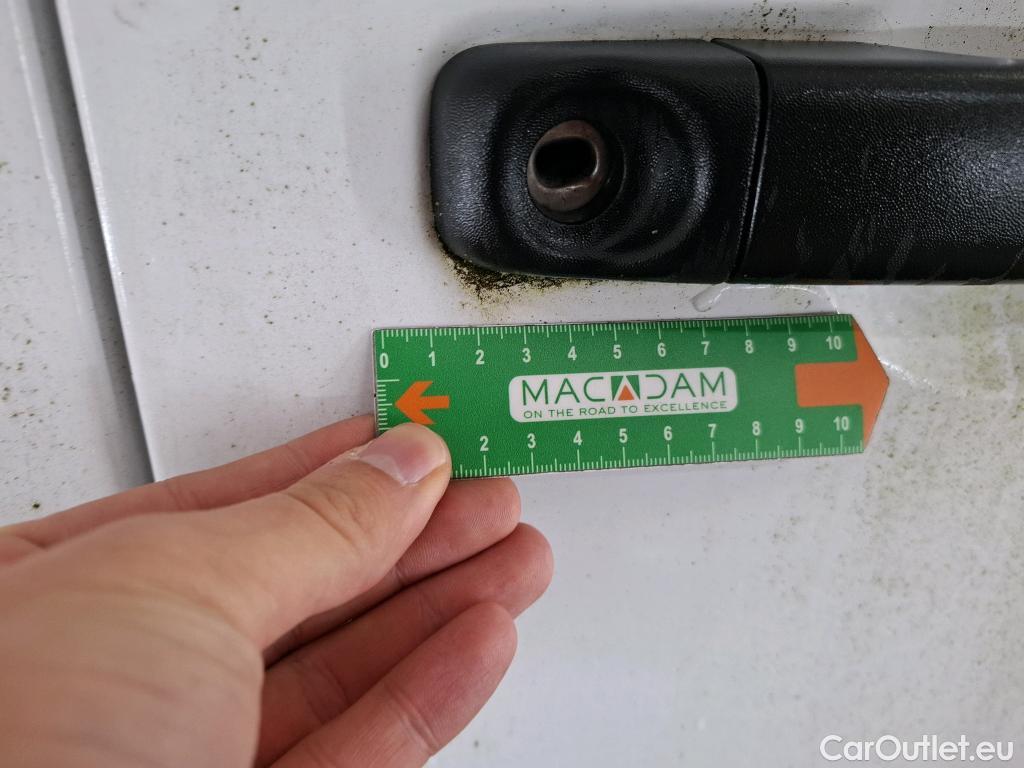 0 1 2 3 4 5 6 7 8 9 10
MACADAM
ON THE ROAD TO EXCELLENCE
2 3 4 5 6 7 8 9 10
CarOutlet.eu